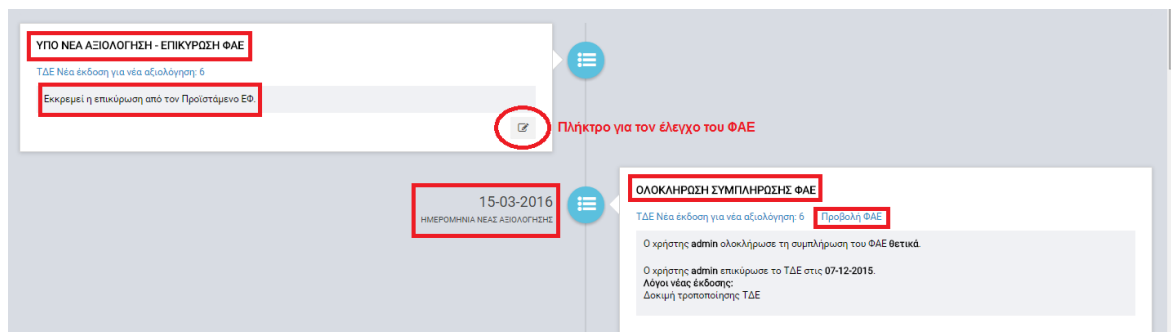 ΥΠΟ ΝΕΑ ΑΞΙΟΛΟΓΗΣΗ - ΕΠΙΚΥΡΩΣΗ ΦΑΕ
ΤΔΕ Νέα έκδοση για νέα αξιολόγηση: 6
Εκκρεμεί η επικύρωση από τον Προϊστάμενο ΕΦ.
Πλήκτρο για τον έλεγχο του ΦΑΕ
15-03-2016
ΗΜΕΡΟΜΗΝΙΑ ΝΕΑΣ ΑΞΙΟΛΟΓΗΣΗΣ
ΟΛΟΚΛΗΡΩΣΗ ΣΥΜΠΛΗΡΩΣΗΣ ΦΑΕ
ΤΔΕ Νέα έκδοση για νέα αξιολόγηση: 6 Προβολή ΦΑΕ
Ο χρήστης admin ολοκλήρωσε τη συμπλήρωση του ΦΑΕ θετικά.
Ο χρήστης admin επικύρωσε το ΤΔΕ στις 07-12-2015.
Λόγοι νέας έκδοσης:
Δοκιμή τροποποίησης ΤΔΕ